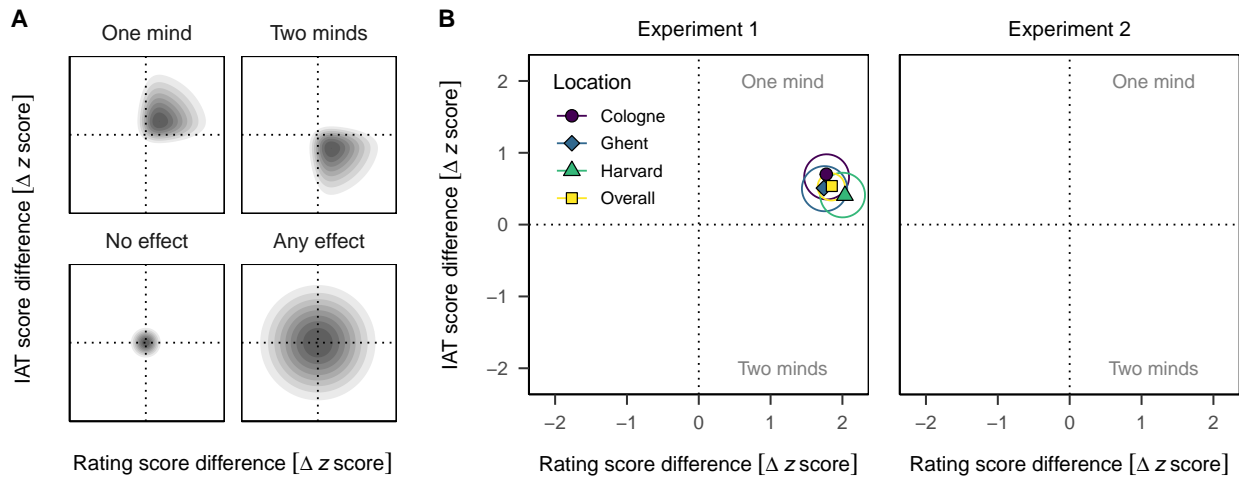 A
One mind
Two minds
No effect
Any effect
IAT score difference [Δ z score]
Rating score difference [Δ z score]
B
Experiment 1
Experiment 2
IAT score difference [Δ z score]
2
1
0
−1
−2
Location
Cologne
Ghent
Harvard
Overall
One mind
Two minds
One mind
Two minds
−2 −1 0 1 2
−2 −1 0 1 2
Rating score difference [Δ z score]
Rating score difference [Δ z score]